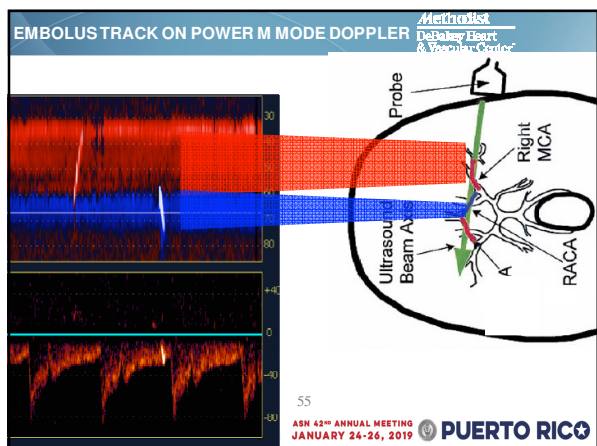 EMBOLUS TRACK ON POWER M MODE DOPPLER
Methodist
DeBakey Heart
& Vascular Center
Probe
Right
MCA
Ultrasound
Beam Axis
A
RACA
30
80
+40
0
-40
-80
55
ASN 42ND ANNUAL MEETING
JANUARY 24-26, 2019
PUERTO RICO